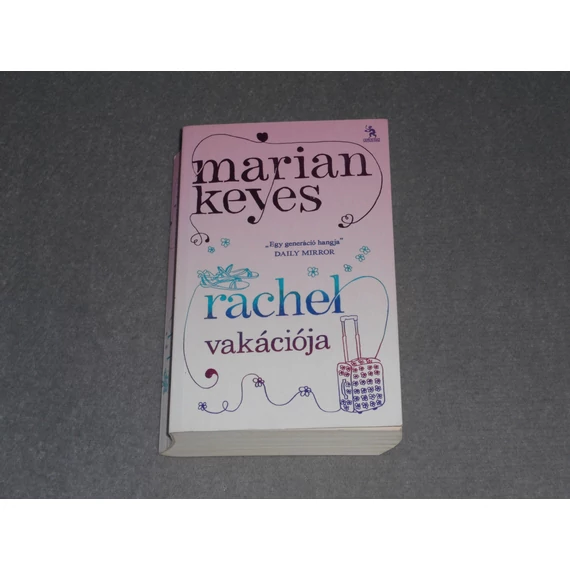 marian
keyes
„Egy generáció hangja”
DAILY MIRROR
rachel
vakációja